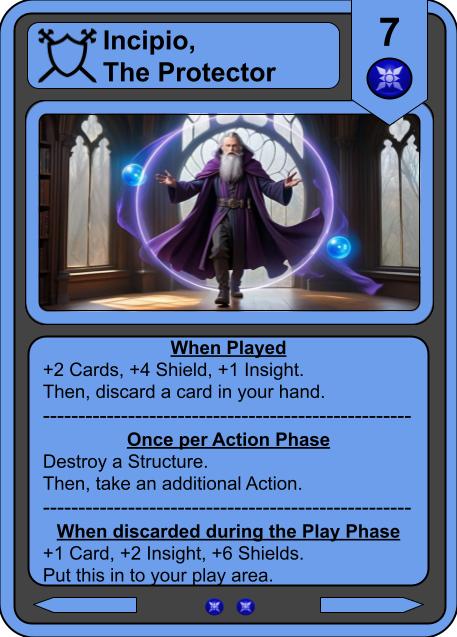 Incipio,
The Protector
7
When Played
+2 Cards, +4 Shield, +1 Insight.
Then, discard a card in your hand.
Once per Action Phase
Destroy a Structure.
Then, take an additional Action.
When discarded during the Play Phase
+1 Card, +2 Insight, +6 Shields.
Put this in to your play area.